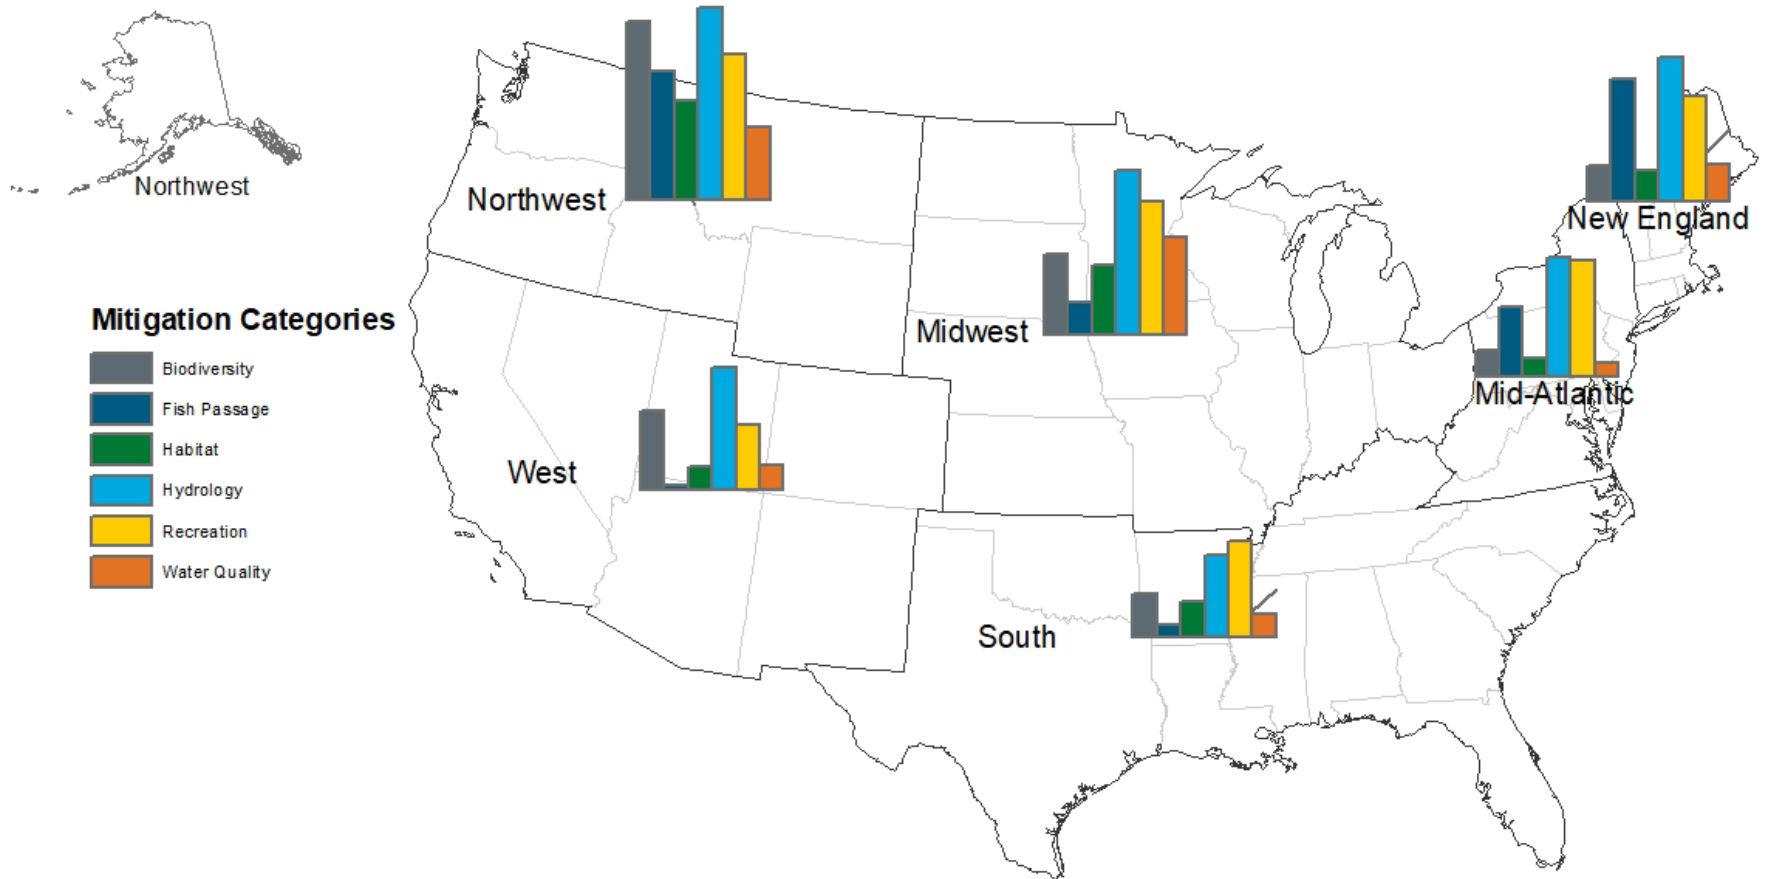 Northwest
Northwest
New England
Mitigation Categories
Biodiversity
Fish Passage
Habitat
Hydrology
Recreation
Water Quality
Midwest
Mid-Atlantic
West
South